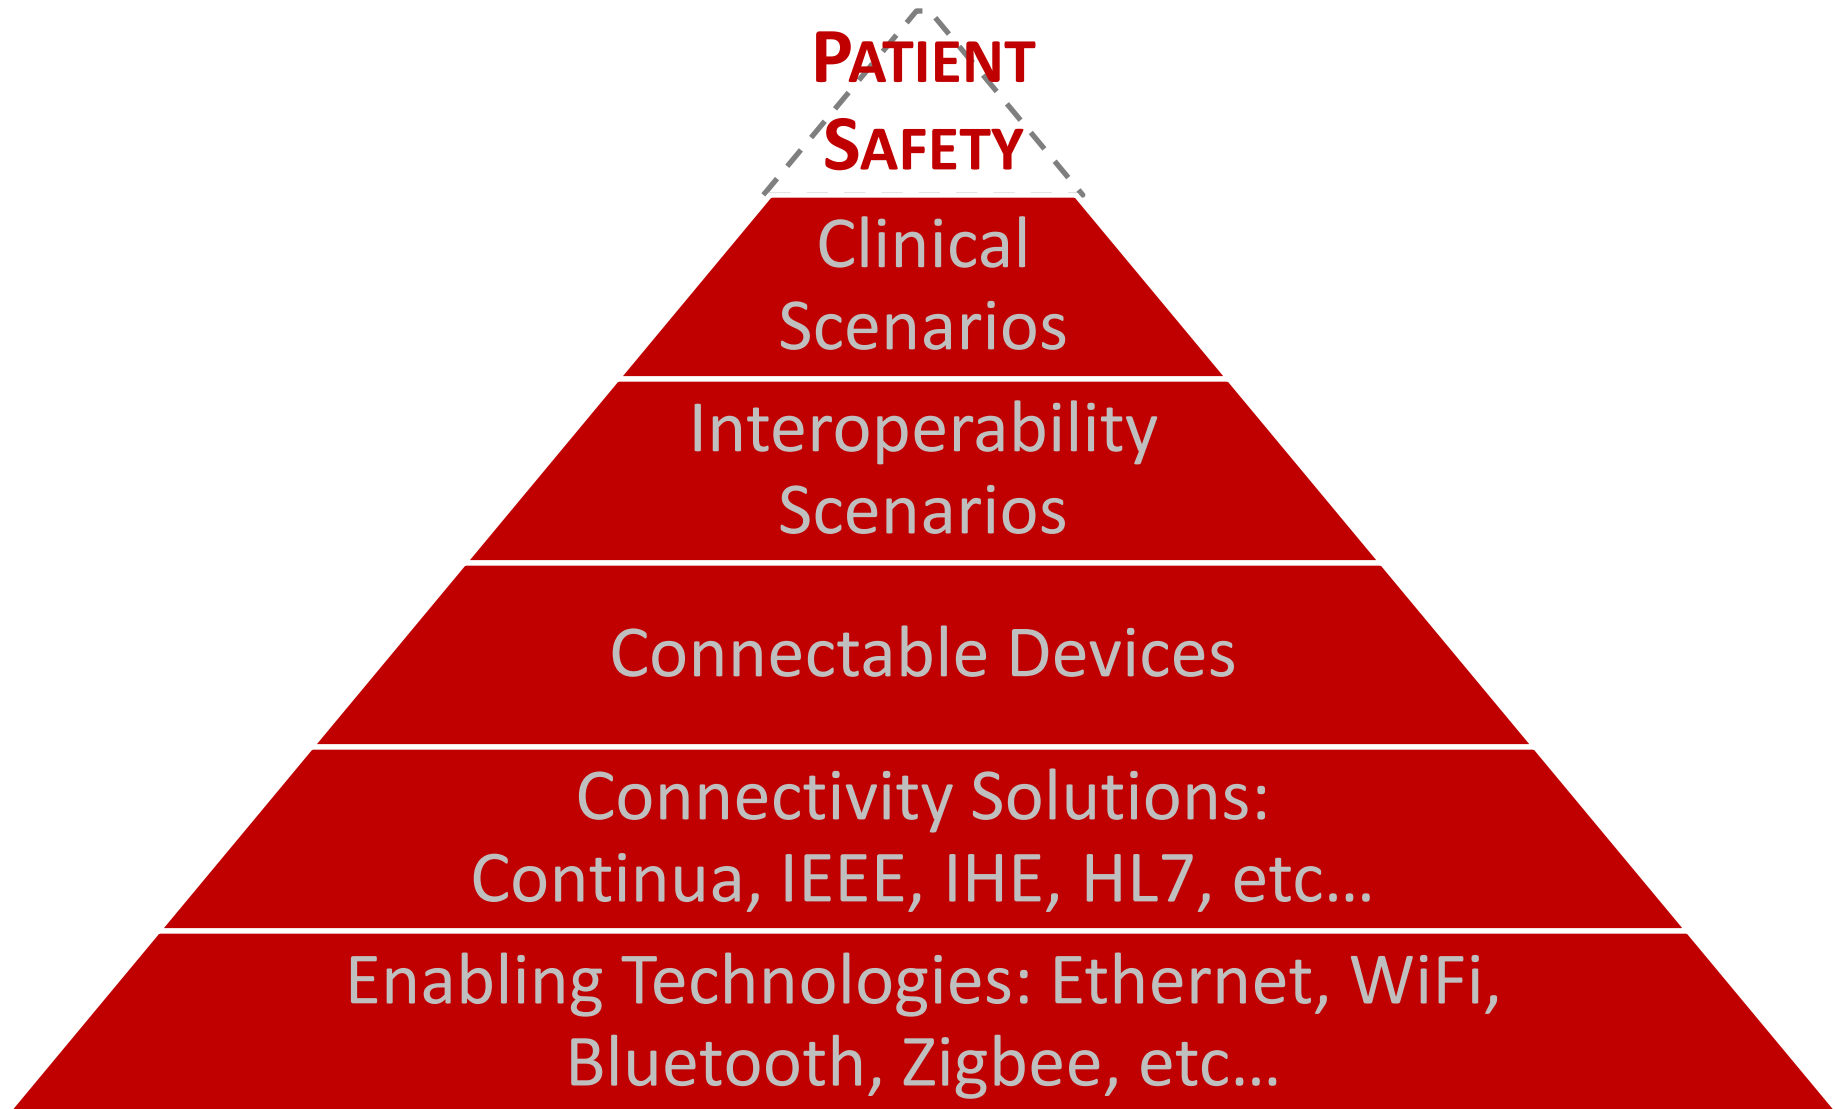 PATIENT
SAFETY
Clinical
Scenarios
Interoperability
Scenarios
Connectable Devices
Connectivity Solutions:
Continua, IEEE, IHE, HL7, etc...
Enabling Technologies: Ethernet, WiFi,
Bluetooth, Zigbee, etc...